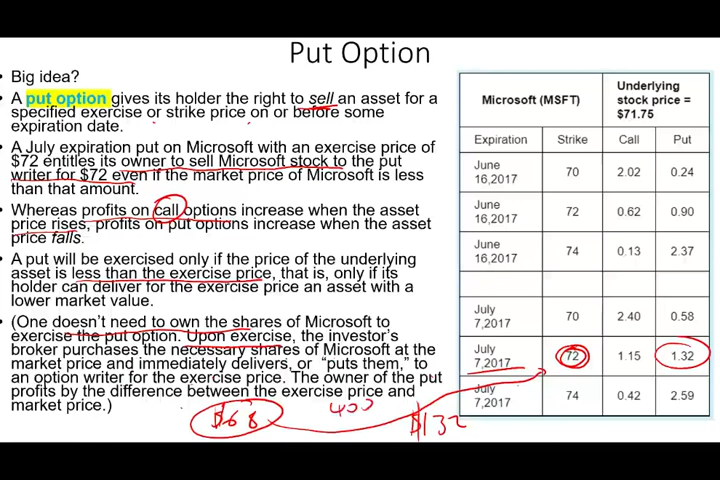 Put Option
• Big idea?
• A put option gives its holder the right to sell an asset for a
specified exercise or strike price on or before some
expiration date.
• A July expiration put on Microsoft with an exercise price of
$72 entitles its owner to sell Microsoft stock to the put
writer for $72 even if the market price of Microsoft is less
than that amount.
• Whereas profits on call options increase when the asset
price rises, profits on put options increase when the asset
price falls.
• A put will be exercised only if the price of the underlying
asset is less than the exercise price, that is, only if its
holder can deliver for the exercise price an asset with a
lower market value.
• (One doesn't need to own the shares of Microsoft to
exercise the put option. Upon exercise, the investor's
broker purchases the necessary shares of Microsoft at the
market price and immediately delivers, or "puts them," to
an option writer for the exercise price. The owner of the put
profits by the difference between the exercise price and
market price.)
$68 400 $132
Microsoft (MSFT) Underlying
stock price =
$71.75
Expiration Strike Call Put
June
16,2017 70 2.02 0.24
June
16,2017 72 0.62 0.90
June
16,2017 74 0.13 2.37
July
7,2017 70 2.40 0.58
July
7,2017 72 1.15 1.32
July
7,2017 74 0.42 2.59